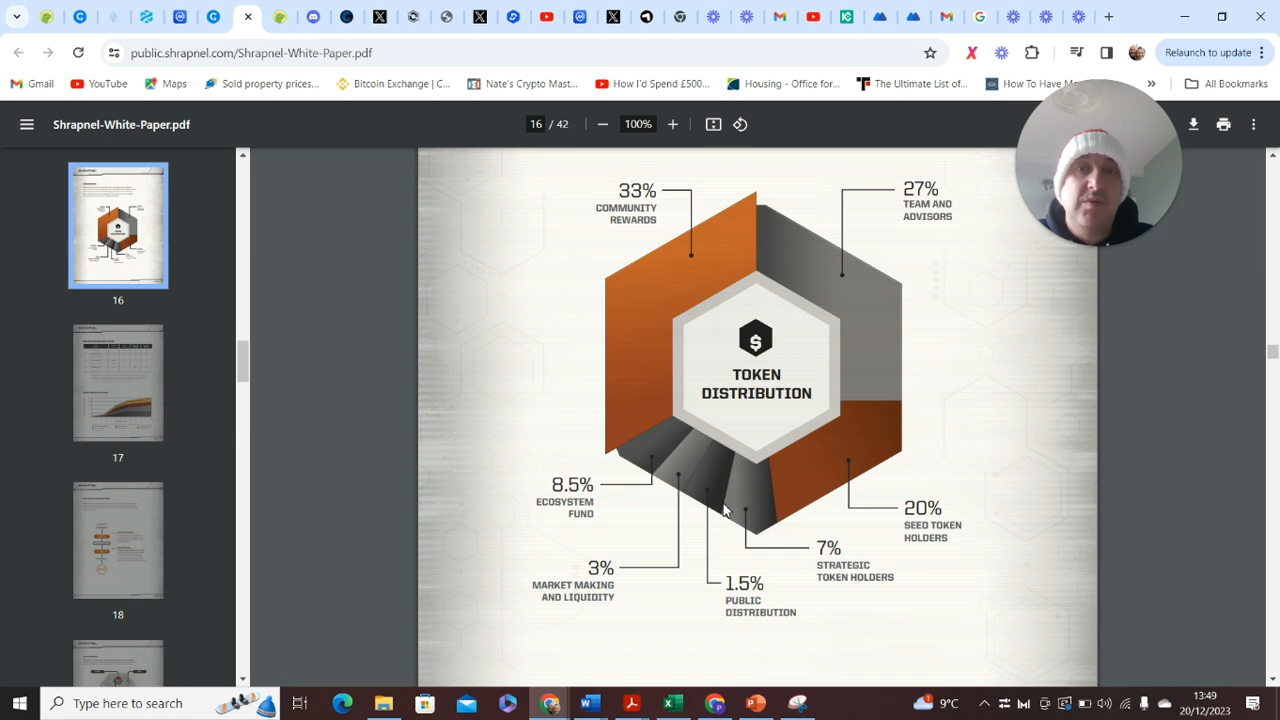 public.shrapnel.com/Shrapnel-White-Paper.pdf
Relaunch to update
Gmail
YouTube
Maps
Sold property prices...
Bitcoin Exchange | C...
Nate's Crypto Mast...
How I'd Spend £500...
Housing - Office for...
The Ultimate List of...
How To Have M
All Bookmarks
Shrapnel-White-Paper.pdf
16 / 42
100%
16
17
18
33%
COMMUNITY
REWARDS
27%
TEAM AND
ADVISORS
$
TOKEN
DISTRIBUTION
8.5%
ECOSYSTEM
FUND
20%
SEED TOKEN
HOLDERS
7%
STRATEGIC
TOKEN HOLDERS
3%
MARKET MAKING
AND LIQUIDITY
1.5%
PUBLIC
DISTRIBUTION
Type here to search
9°C
13:49
20/12/2023